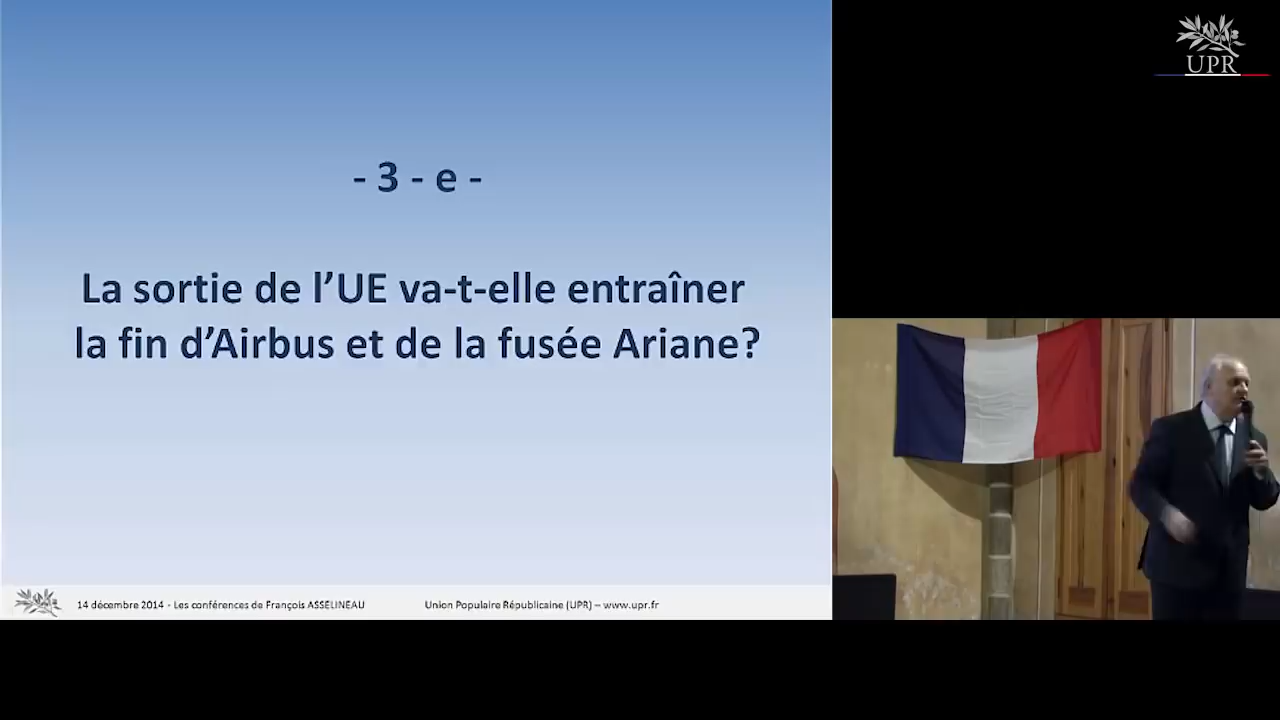 - 3 - e -
La sortie de l’UE va-t-elle entraîner
la fin d’Airbus et de la fusée Ariane?
14 décembre 2014 - Les conférences de François ASSELINEAU
Union Populaire Républicaine (UPR) – www.upr.fr
UPR